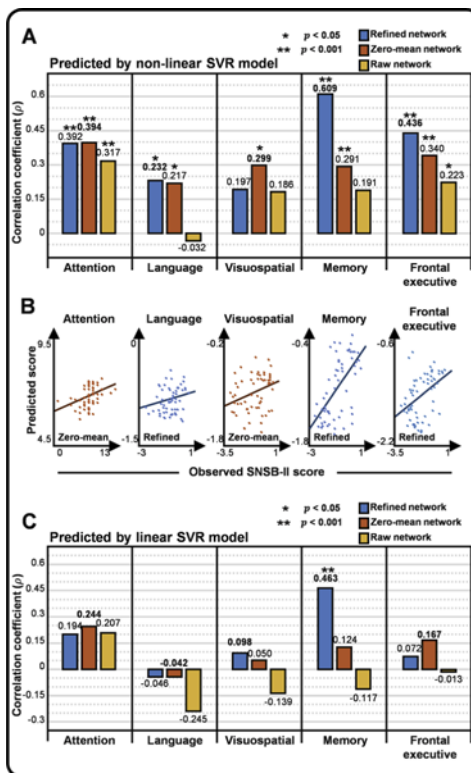 A
* p < 0.05
** p < 0.001
Refined network
Zero-mean network
Raw network
Predicted by non-linear SVR model
Correlation coefficient (ρ)
0.6
0.45
0.3
0.15
0
** 0.392
** 0.394
** 0.317
* 0.232
* 0.217
-0.032
0.197
* 0.299
0.186
** 0.609
** 0.291
0.191
** 0.436
** 0.340
* 0.223
Attention
Language
Visuospatial
Memory
Frontal executive
B
Attention
Language
Visuospatial
Memory
Frontal executive
Predicted score
9.5
4.5
0 13
Zero-mean
0
-1.5
-3 1
Refined
-0.2
-1.8
-3 1
Zero-mean
-0.4
-1.8
-3 1
Refined
-0.6
-2.2
-3.5 1
Refined
Observed SNSB-II score
C
* p < 0.05
** p < 0.001
Refined network
Zero-mean network
Raw network
Predicted by linear SVR model
Correlation coefficient (ρ)
0.6
0.45
0.3
0.15
0
-0.15
-0.3
0.194
0.244
0.207
-0.046
-0.042
-0.245
0.098
0.050
-0.139
** 0.463
0.124
-0.117
0.072
0.167
-0.013
Attention
Language
Visuospatial
Memory
Frontal executive